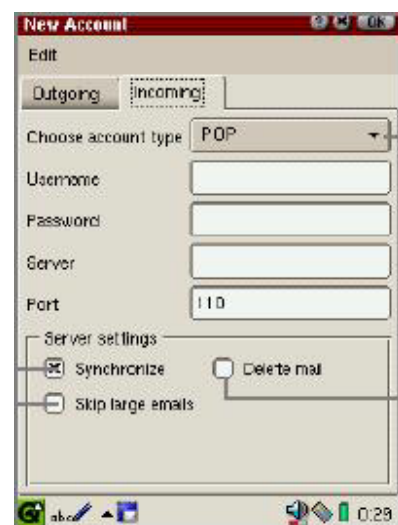 New Account OK
Edit
Outgoing Incoming
Choose account type POP
Username
Password
Server
Port 110
Server settings
Synchronize Delete mail
Skip large emails
abc 0:29